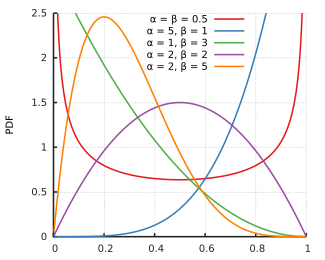 2.5
2
1.5
1
0.5
0
PDF
α = β = 0.5
α = 5, β = 1
α = 1, β = 3
α = 2, β = 2
α = 2, β = 5
0 0.2 0.4 0.6 0.8 1